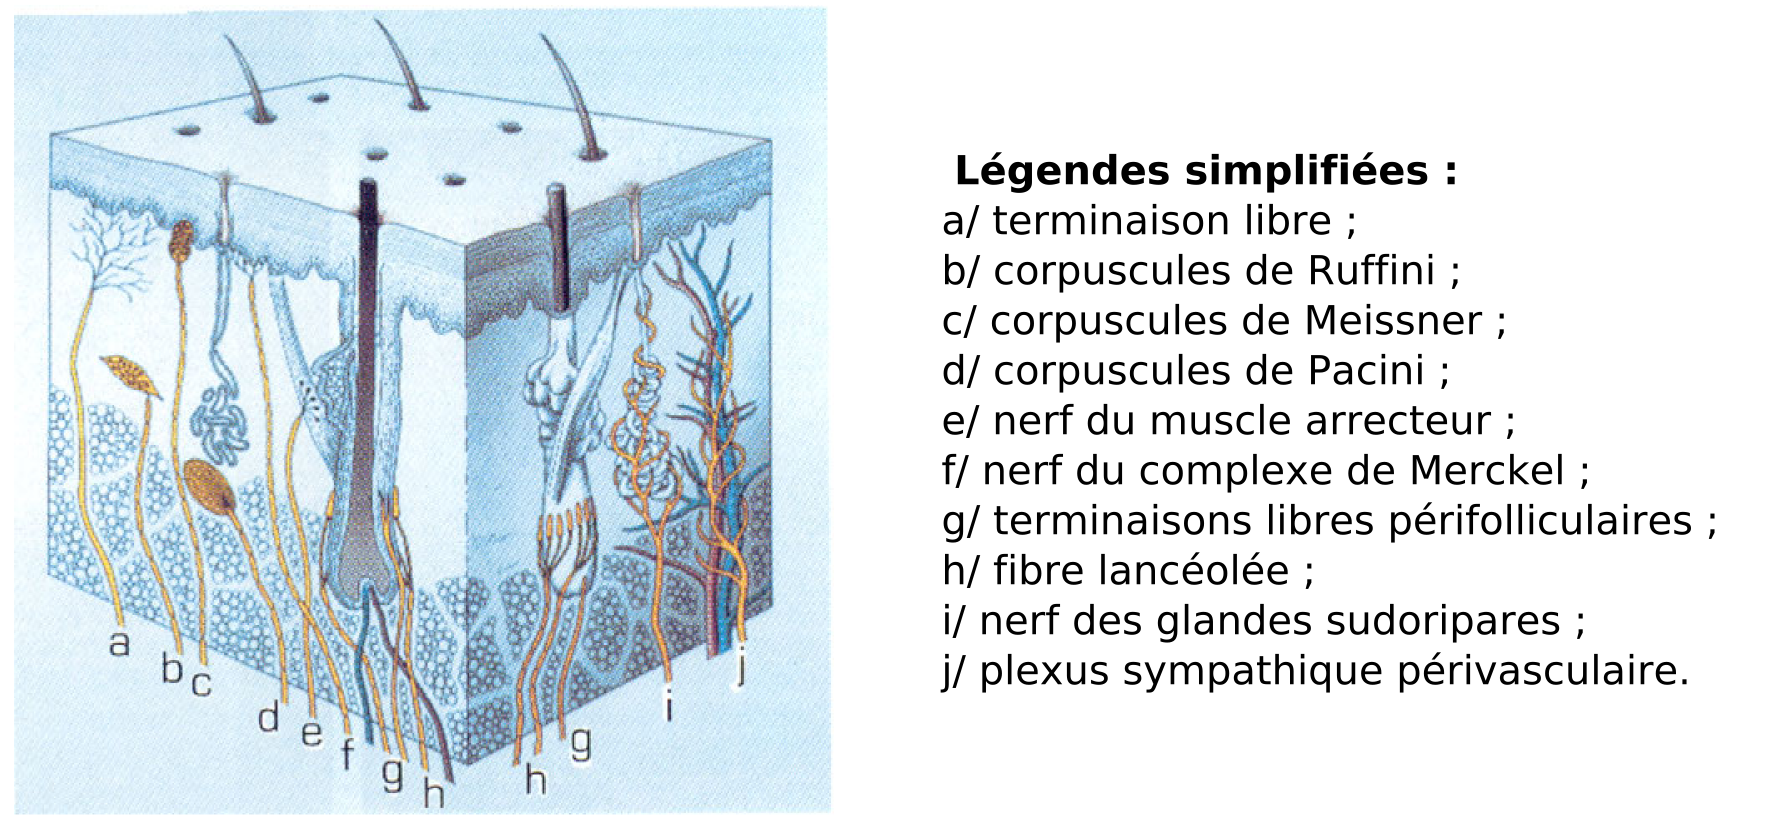 Légendes simplifiées :
a/ terminaison libre ;
b/ corpuscules de Ruffini ;
c/ corpuscules de Meissner ;
d/ corpuscules de Pacini ;
e/ nerf du muscle arrecteur ;
f/ nerf du complexe de Merckel ;
g/ terminaisons libres périfolliculaires ;
h/ fibre lancéolée ;
i/ nerf des glandes sudoripares ;
j/ plexus sympathique périvasculaire.
a
b
c
d
e
f
g
h
h
g
i
j